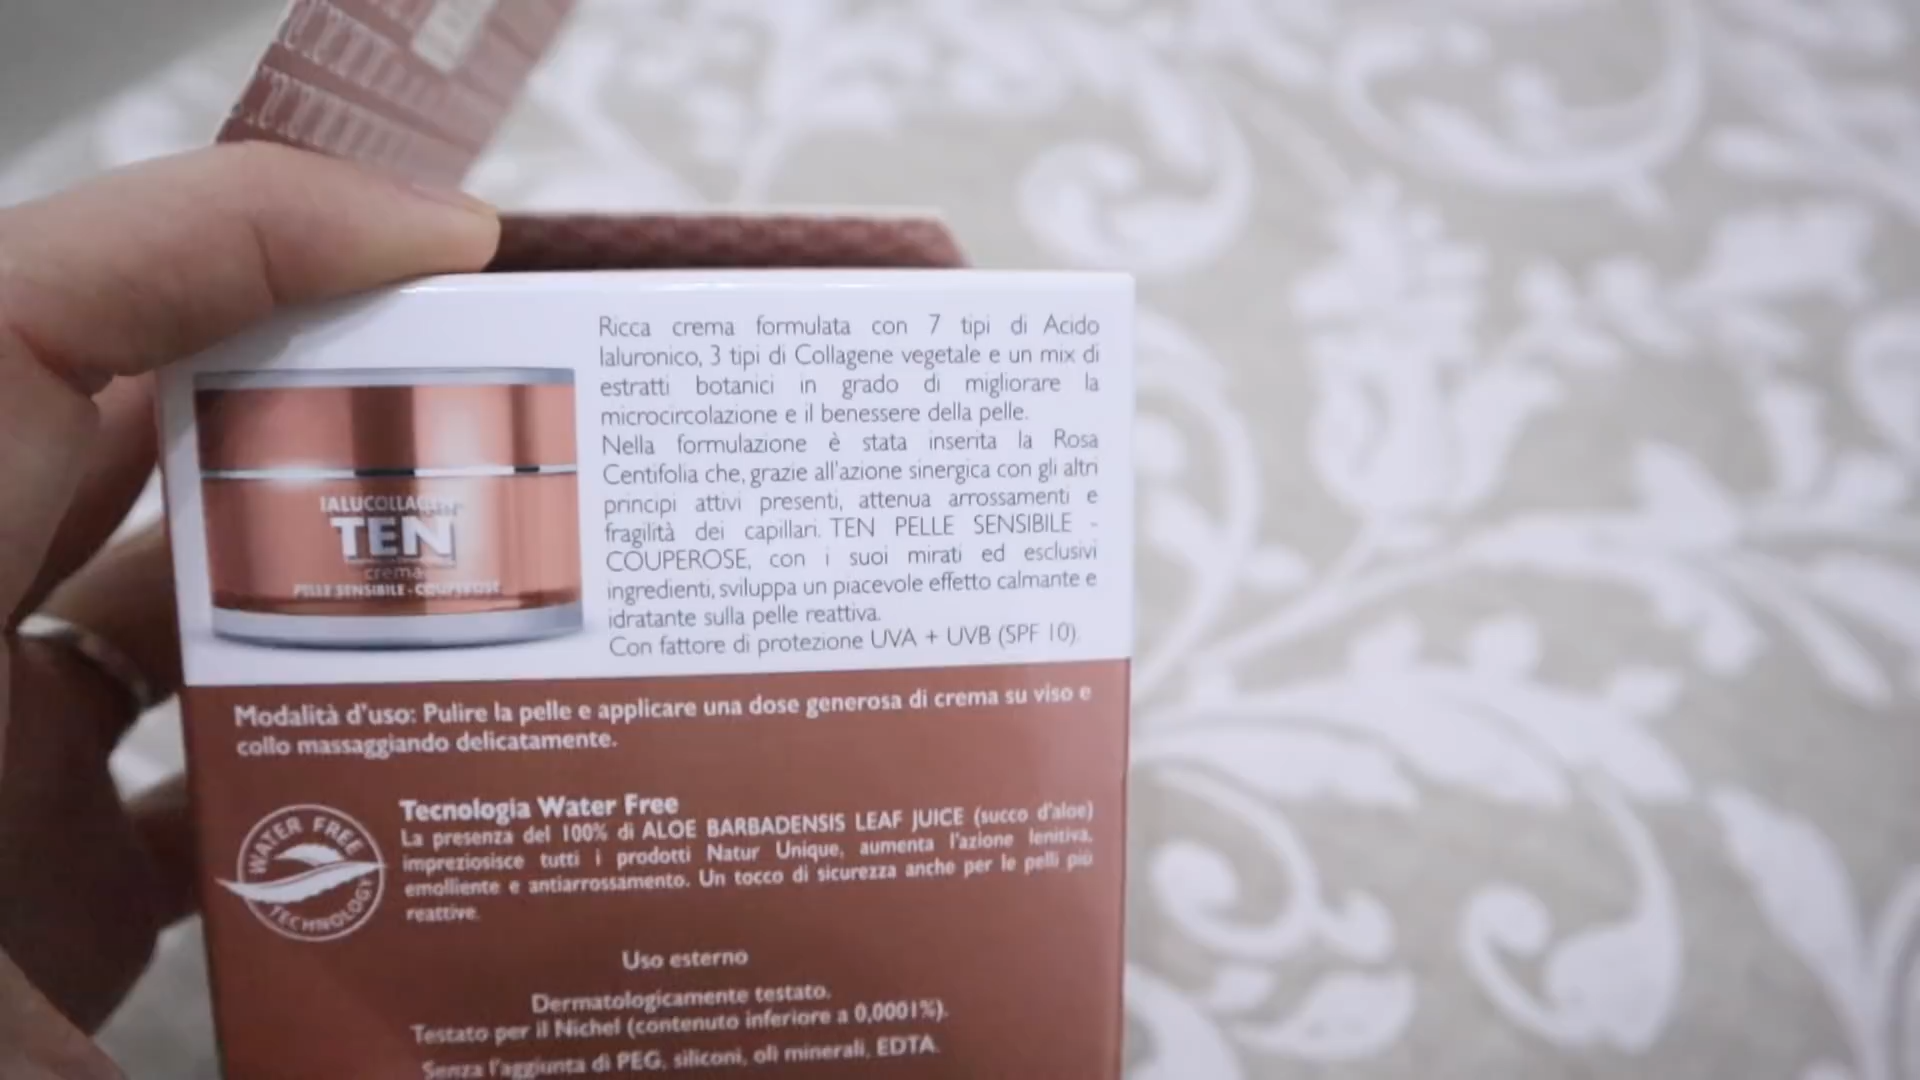 IALUCOLLAGEN
TEN
crema
PELLE SENSIBILE - COUPEROSE
Ricca crema formulata con 7 tipi di Acido
Ialuronico, 3 tipi di Collagene vegetale e un mix di
estratti botanici in grado di migliorare la
microcircolazione e il benessere della pelle.
Nella formulazione è stata inserita la Rosa
Centifolia che, grazie all'azione sinergica con gli altri
principi attivi presenti, attenua arrossamenti e
fragilità dei capillari. TEN PELLE SENSIBILE -
COUPEROSE, con i suoi mirati ed esclusivi
ingredienti, sviluppa un piacevole effetto calmante e
idratante sulla pelle reattiva.
Con fattore di protezione UVA + UVB (SPF 10).
Modalità d'uso: Pulire la pelle e applicare una dose generosa di crema su viso e
collo massaggiando delicatamente.
WATER FREE
TECHNOLOGY
Tecnologia Water Free
La presenza del 100% di ALOE BARBADENSIS LEAF JUICE (succo d'aloe)
impreziosisce tutti i prodotti Natur Unique, aumenta l'azione lenitiva,
emolliente e antiarrossamento. Un tocco di sicurezza anche per le pelli più
reattive.
Uso esterno
Dermatologicamente testato.
Testato per il Nichel (contenuto inferiore a 0,0001%).
Senza l'aggiunta di PEG, siliconi, oli minerali, EDTA.